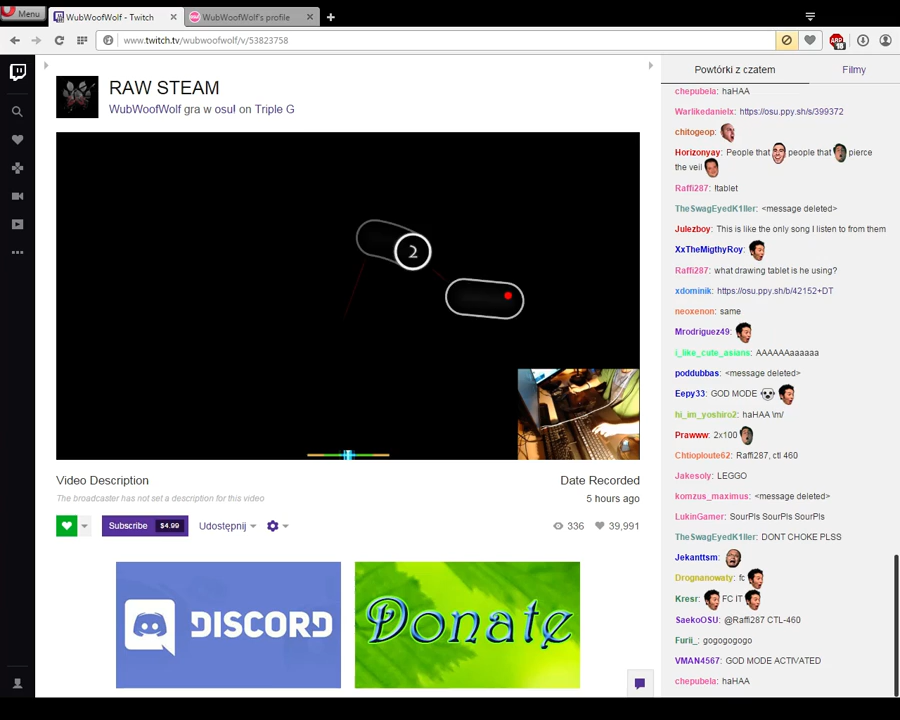 Menu
WubWoofWolf - Twitch
WubWoofWolf's profile
www.twitch.tv/wubwoofwolf/v/53823758
RAW STEAM
WubWoofWolf gra w osu! on Triple G
2
Video Description
Date Recorded
The broadcaster has not set a description for this video
5 hours ago
Subscribe $4.99
Udostępnij
336
39,991
DISCORD
Donate
Powtórki z czatem
Filmy
chepubela: haHAA
Warlikedanielx: https://osu.ppy.sh/s/399372
chitogeop:
Horizonyay: People that people that pierce
the veil
Raffi287: !tablet
TheSwagEyedK1ller: <message deleted>
Julezboy: This is like the only song I listen to from them
XxTheMigthyRoy:
Raffi287: what drawing tablet is he using?
xdominik: https://osu.ppy.sh/b/42152+DT
neoxenon: same
Mrodriguez49:
i_like_cute_asians: AAAAAAaaaaaa
poddubbas: <message deleted>
Eepy33: GOD MODE
hi_im_yoshiro2: haHAA \m/
Prawww: 2x100
Chtioploute62: Raffi287, ctl 460
Jakesoly: LEGGO
komzus_maximus: <message deleted>
LukinGamer: SourPls SourPls SourPls
TheSwagEyedK1ller: DONT CHOKE PLSS
Jekanttsm:
Drognanowaty: fc
Kresr: FC IT
SaekoOSU: @Raffi287 CTL-460
Furii_: gogogogogo
VMAN4567: GOD MODE ACTIVATED
chepubela: haHAA